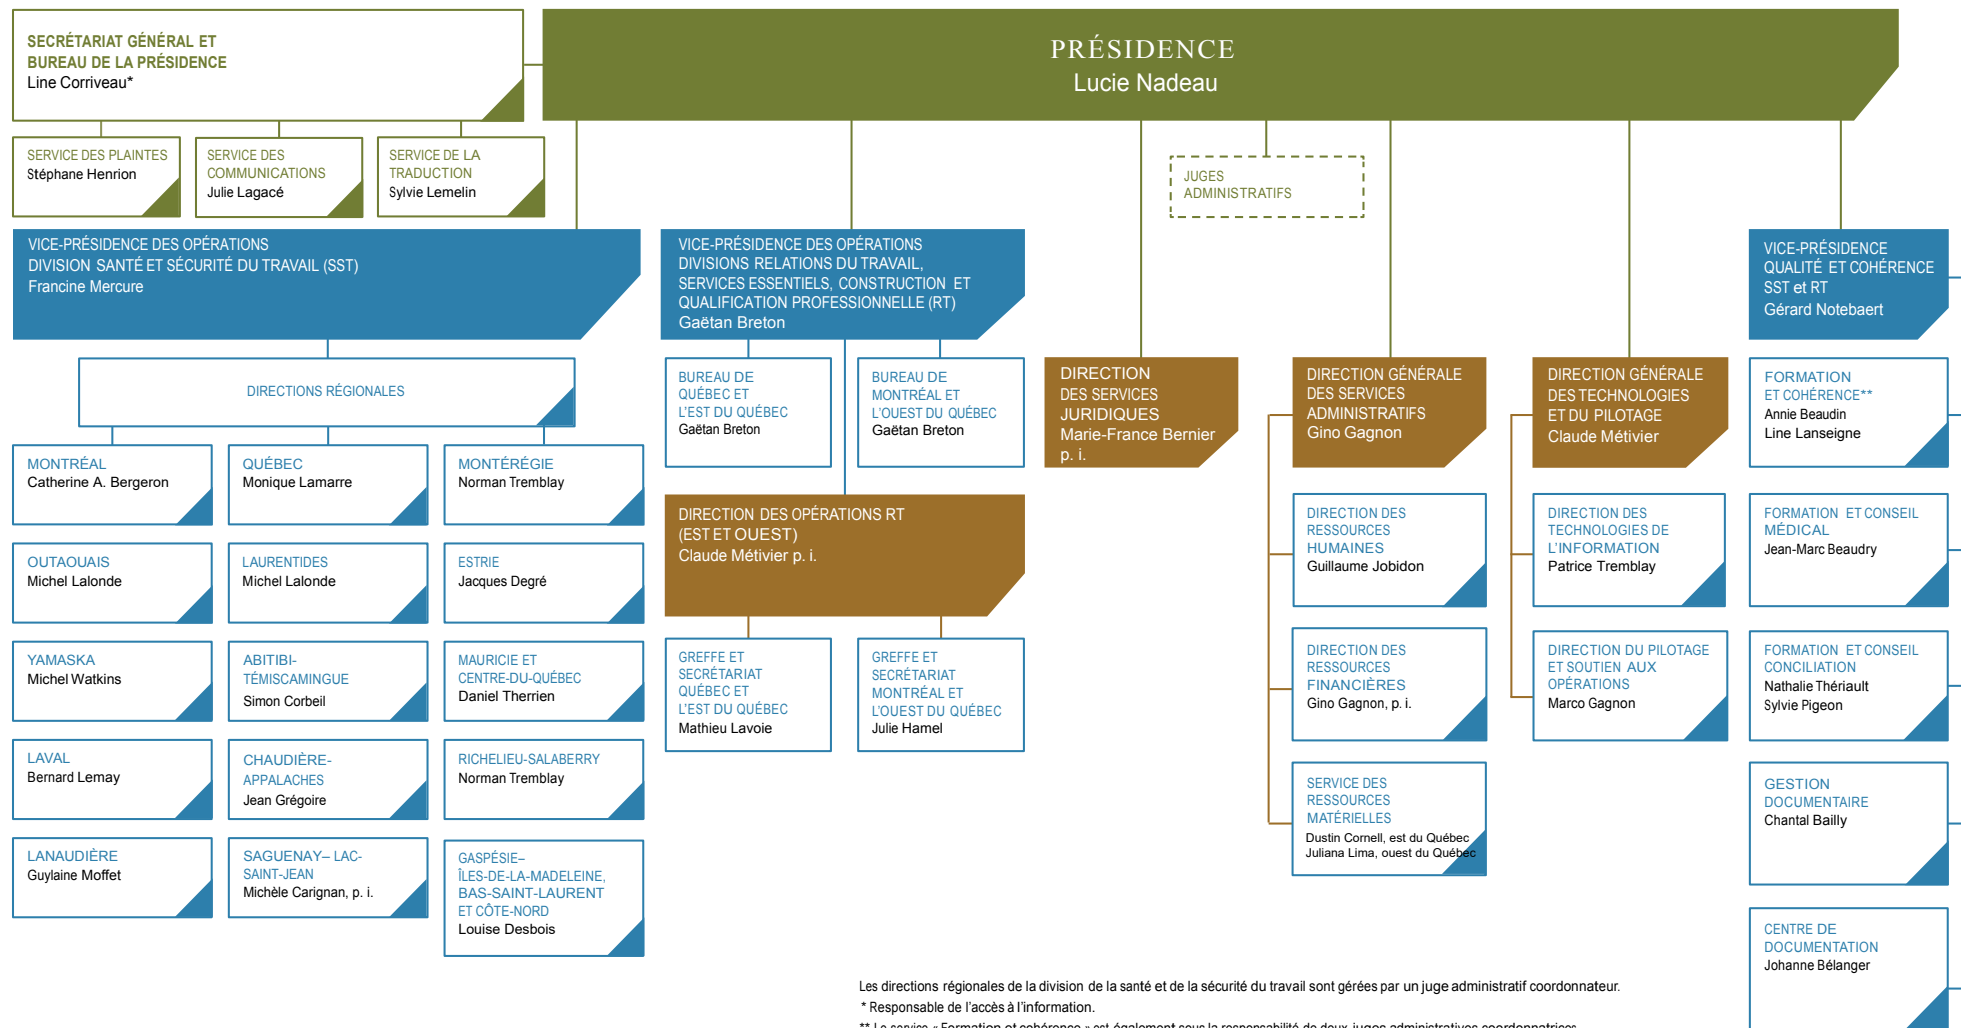 SECRÉTARIAT GÉNÉRAL ET
BUREAU DE LA PRÉSIDENCE
Line Corriveau*
PRÉSIDENCE
Lucie Nadeau
SERVICE DES PLAINTES
Stéphane Henrion
SERVICE DES
COMMUNICATIONS
Julie Lagacé
SERVICE DE LA
TRADUCTION
Sylvie Lemelin
JUGES
ADMINISTRATIFS
VICE-PRÉSIDENCE DES OPÉRATIONS
DIVISION SANTÉ ET SÉCURITÉ DU TRAVAIL (SST)
Francine Mercure
DIRECTIONS RÉGIONALES
MONTRÉAL
Catherine A. Bergeron
QUÉBEC
Monique Lamarre
MONTÉRÉGIE
Norman Tremblay
OUTAOUAIS
Michel Lalonde
LAURENTIDES
Michel Lalonde
ESTRIE
Jacques Degré
YAMASKA
Michel Watkins
ABITIBI-
TÉMISCAMINGUE
Simon Corbeil
MAURICIE ET
CENTRE-DU-QUÉBEC
Daniel Therrien
LAVAL
Bernard Lemay
CHAUDIÈRE-
APPALACHES
Jean Grégoire
RICHELIEU-SALABERRY
Norman Tremblay
LANAUDIÈRE
Guylaine Moffet
SAGUENAY– LAC-
SAINT-JEAN
Michèle Carignan, p. i.
GASPÉSIE–
ÎLES-DE-LA-MADELEINE,
BAS-SAINT-LAURENT
ET CÔTE-NORD
Louise Desbois
VICE-PRÉSIDENCE DES OPÉRATIONS
DIVISIONS RELATIONS DU TRAVAIL,
SERVICES ESSENTIELS, CONSTRUCTION ET
QUALIFICATION PROFESSIONNELLE (RT)
Gaëtan Breton
BUREAU DE
QUÉBEC ET
L'EST DU QUÉBEC
Gaëtan Breton
BUREAU DE
MONTRÉAL ET
L'OUEST DU QUÉBEC
Gaëtan Breton
DIRECTION DES OPÉRATIONS RT
(EST ET OUEST)
Claude Métivier p. i.
GREFFE ET
SECRÉTARIAT
QUÉBEC ET
L'EST DU QUÉBEC
Mathieu Lavoie
GREFFE ET
SECRÉTARIAT
MONTRÉAL ET
L'OUEST DU QUÉBEC
Julie Hamel
DIRECTION
DES SERVICES
JURIDIQUES
Marie-France Bernier
p. i.
DIRECTION GÉNÉRALE
DES SERVICES
ADMINISTRATIFS
Gino Gagnon
DIRECTION DES
RESSOURCES
HUMAINES
Guillaume Jobidon
DIRECTION DES
RESSOURCES
FINANCIÈRES
Gino Gagnon, p. i.
SERVICE DES
RESSOURCES
MATÉRIELLES
Dustin Cornell, est du Québec
Juliana Lima, ouest du Québec
DIRECTION GÉNÉRALE
DES TECHNOLOGIES
ET DU PILOTAGE
Claude Métivier
DIRECTION DES
TECHNOLOGIES DE
L'INFORMATION
Patrice Tremblay
DIRECTION DU PILOTAGE
ET SOUTIEN AUX
OPÉRATIONS
Marco Gagnon
VICE-PRÉSIDENCE
QUALITÉ ET COHÉRENCE
SST et RT
Gérard Notebaert
FORMATION
ET COHÉRENCE**
Annie Beaudin
Line Lanseigne
FORMATION ET CONSEIL
MÉDICAL
Jean-Marc Beaudry
FORMATION ET CONSEIL
CONCILIATION
Nathalie Thériault
Sylvie Pigeon
GESTION
DOCUMENTAIRE
Chantal Bailly
CENTRE DE
DOCUMENTATION
Johanne Bélanger
Les directions régionales de la division de la santé et de la sécurité du travail sont gérées par un juge administratif coordonnateur.
* Responsable de l'accès à l'information.
** Le service « Formation et cohérence » est également sous la responsabilité de deux juges administratives coordonnatrices.